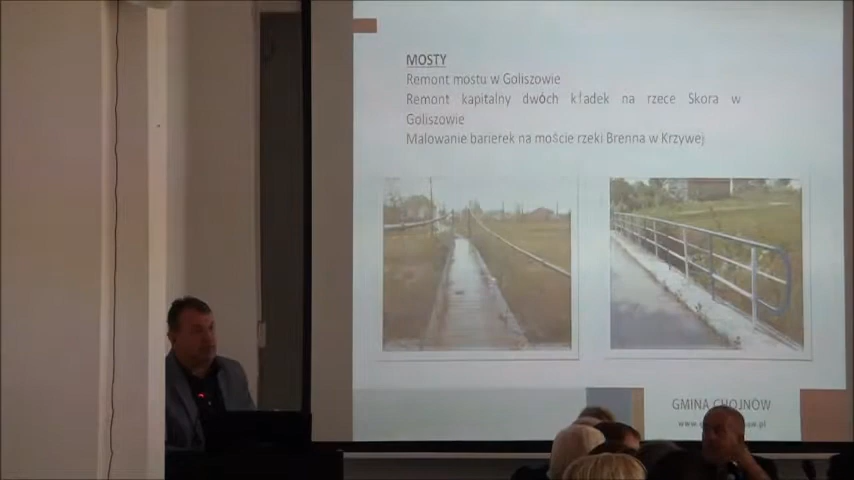 MOSTY
Remont mostu w Goliszowie
Remont kapitalny dwóch kładek na rzece Skora w
Goliszowie
Malowanie barierek na moście rzeki Brenna w Krzywej
GMINA CHOJNÓW